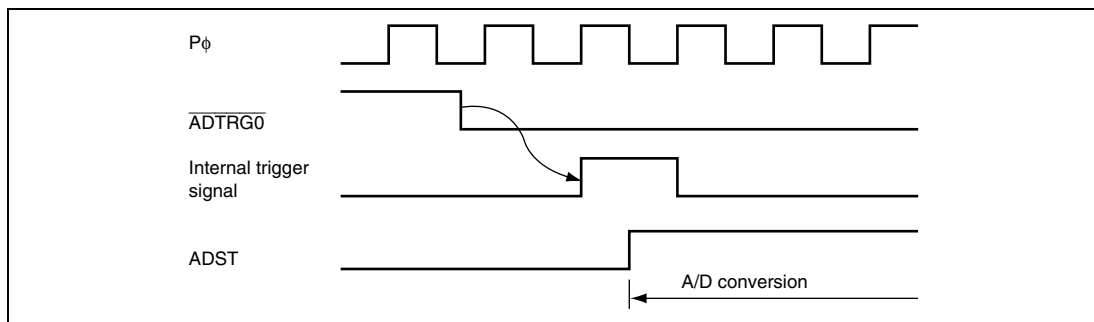 Pφ
ADTRG0
Internal trigger
signal
ADST
A/D conversion